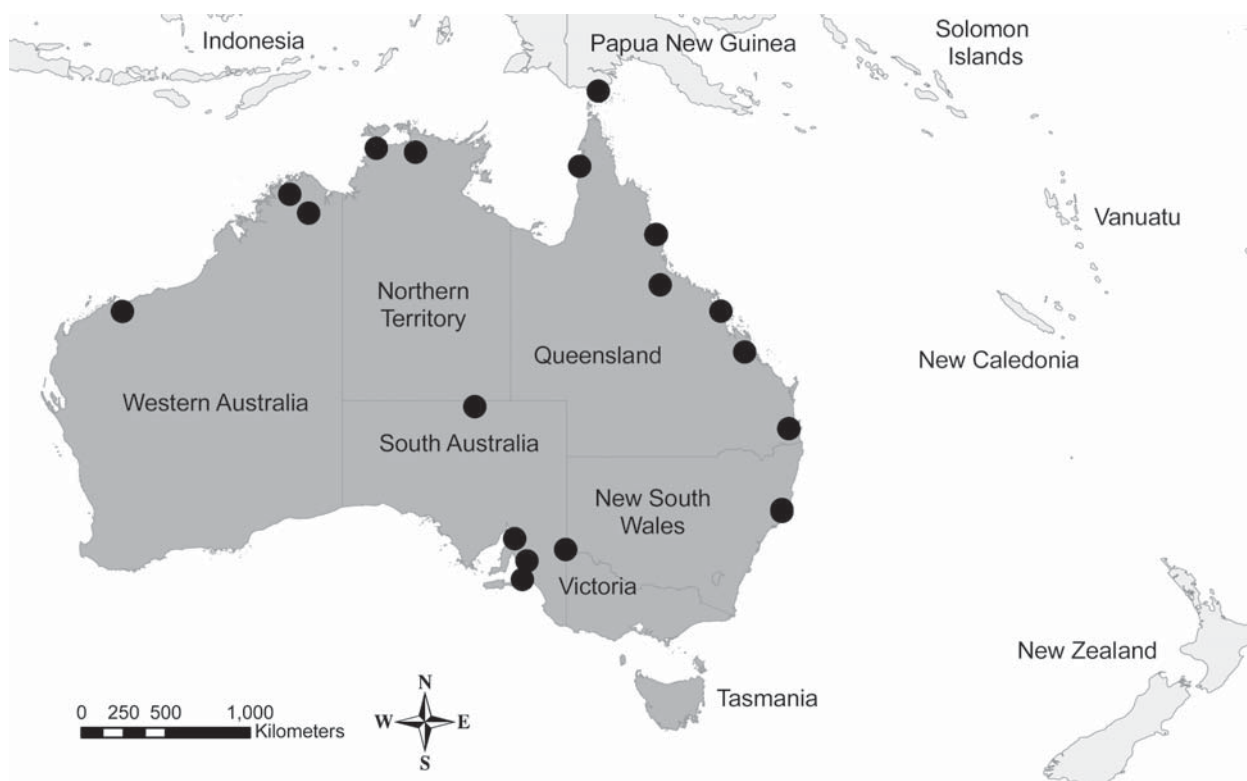 Indonesia
Papua New Guinea
Solomon
Islands
Vanuatu
Northern
Territory
Queensland
New Caledonia
Western Australia
South Australia
New South
Wales
Victoria
New Zealand
Tasmania
0 250 500 1,000
Kilometers
N
W E
S